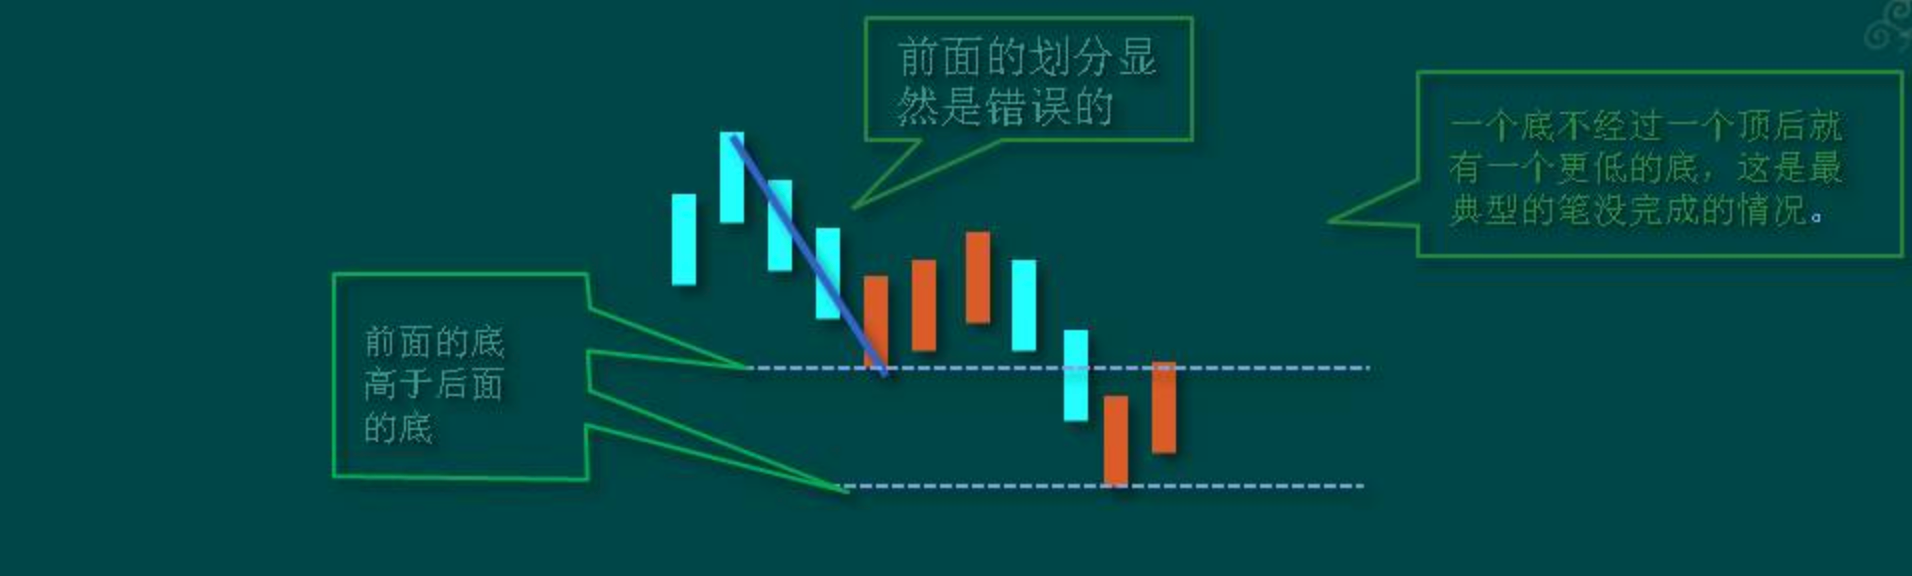 前面的划分显
然是错误的
一个底不经过一个顶后就
有一个更低的底，这是最
典型的笔没完成的情况。
前面的底
高于后面
的底